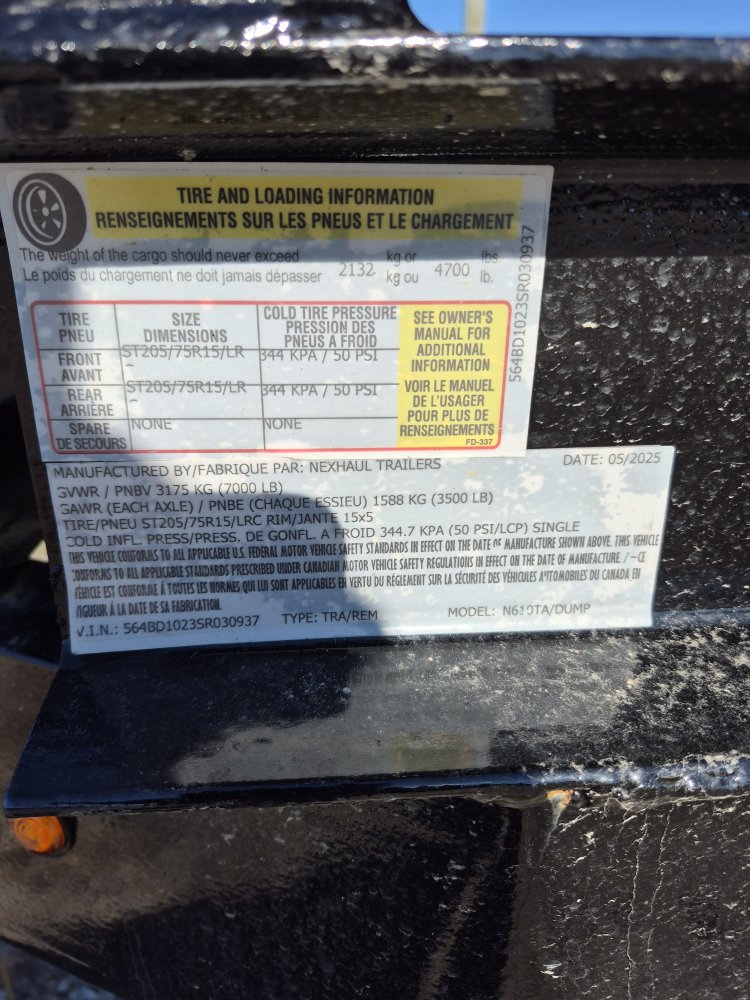 TIRE AND LOADING INFORMATION
RENSEIGNEMENTS SUR LES PNEUS ET LE CHARGEMENT
The weight of the cargo should never exceed 2132 kg or 4700 lbs.
Le poids du chargement ne doit jamais dépasser kg ou lb.
TIRE
PNEU
SIZE
DIMENSIONS
COLD TIRE PRESSURE
PRESSION DES
PNEUS A FROID
SEE OWNER'S
MANUAL FOR
ADDITIONAL
INFORMATION
VOIR LE MANUEL
DE L'USAGER
POUR PLUS DE
RENSEIGNEMENTS
FD-337
FRONT
AVANT
ST205/75R15/LR
344 KPA / 50 PSI
REAR
ARRIÈRE
ST205/75R15/LR
344 KPA / 50 PSI
SPARE
DE SECOURS
NONE
NONE
564BD1023SR030937
MANUFACTURED BY/FABRIQUE PAR: NEXHAUL TRAILERS DATE: 05/2025
GVWR / PNBV 3175 KG (7000 LB)
GAWR (EACH AXLE) / PNBE (CHAQUE ESSIEU) 1588 KG (3500 LB)
TIRE/PNEU ST205/75R15/LRC RIM/JANTE 15x5
COLD INFL. PRESS/PRESS. DE GONFL. A FROID 344.7 KPA (50 PSI/LCP) SINGLE
THIS VEHICLE CONFORMS TO ALL APPLICABLE U.S. FEDERAL MOTOR VEHICLE SAFETY STANDARDS IN EFFECT ON THE DATE OF MANUFACTURE SHOWN ABOVE. THIS VEHICLE
CONFORMS TO ALL APPLICABLE STANDARDS PRESCRIBED UNDER CANADIAN MOTOR VEHICLE SAFETY REGULATIONS IN EFFECT ON THE DATE OF MANUFACTURE / CE
VÉHICLE EST CONFORME À TOUTES LES NORMES QUI LUI SONT APPLICABLES EN VERTU DU RÈGLEMENT SUR LA SÉCURITÉ DES VÉHICULES AUTOMOBILES DU CANADA EN
VIGUEUR À LA DATE DE SA FABRICATION.
V.I.N.: 564BD1023SR030937 TYPE: TRA/REM MODEL: N610TA/DUMP